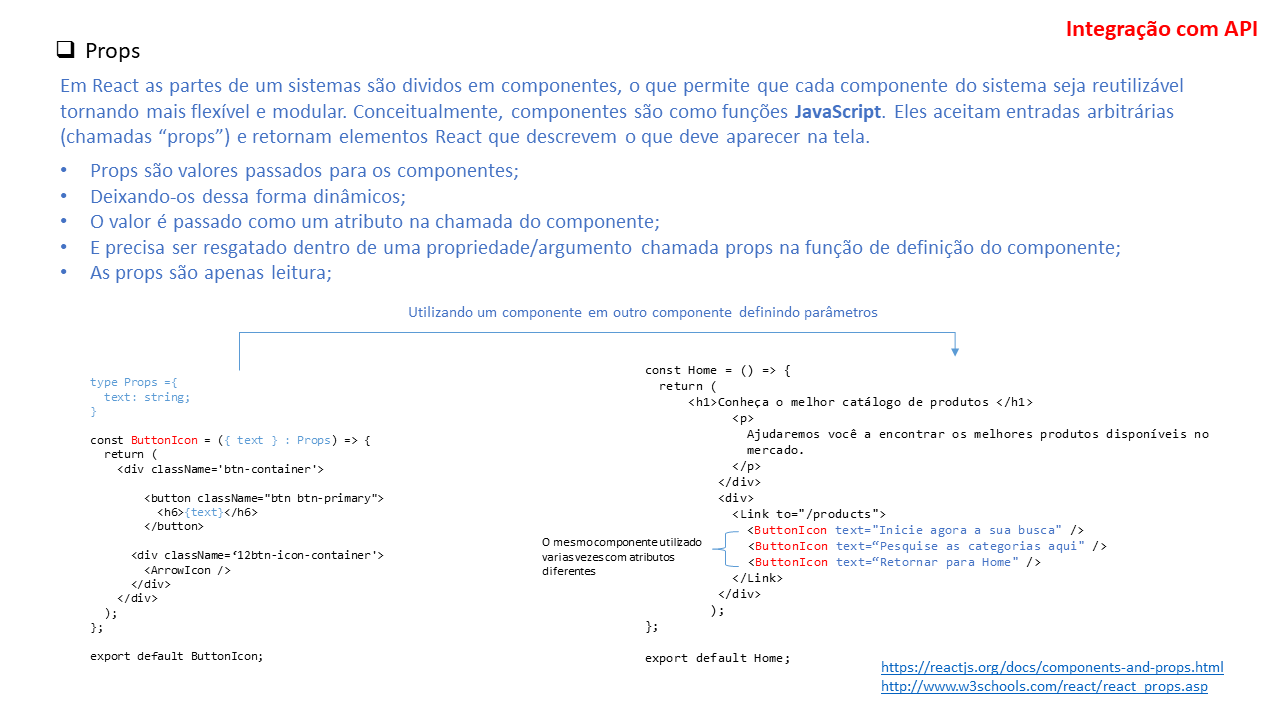 Integração com API
❑ Props
Em React as partes de um sistemas são dividos em componentes, o que permite que cada componente do sistema seja reutilizável
tornando mais flexível e modular. Conceitualmente, componentes são como funções JavaScript. Eles aceitam entradas arbitrárias
(chamadas “props”) e retornam elementos React que descrevem o que deve aparecer na tela.
• Props são valores passados para os componentes;
• Deixando-os dessa forma dinâmicos;
• O valor é passado como um atributo na chamada do componente;
• E precisa ser resgatado dentro de uma propriedade/argumento chamada props na função de definição do componente;
• As props são apenas leitura;
Utilizando um componente em outro componente definindo parâmetros
type Props ={
text: string;
}
const ButtonIcon = ({ text } : Props) => {
return (
<div className='btn-container'>
<button className="btn btn-primary">
<h6>{text}</h6>
</button>
<div className=‘12btn-icon-container'>
<ArrowIcon />
</div>
</div>
);
};
export default ButtonIcon;
const Home = () => {
return (
<h1>Conheça o melhor catálogo de produtos </h1>
<p>
Ajudaremos você a encontrar os melhores produtos disponíveis no
mercado.
</p>
</div>
<div>
<Link to="/products">
<ButtonIcon text="Inicie agora a sua busca" />
<ButtonIcon text=“Pesquise as categorias aqui" />
<ButtonIcon text=“Retornar para Home" />
</Link>
</div>
);
};
export default Home;
O mesmo componente utilizado
varias vezes com atributos
diferentes
https://reactjs.org/docs/components-and-props.html
http://www.w3schools.com/react/react_props.asp